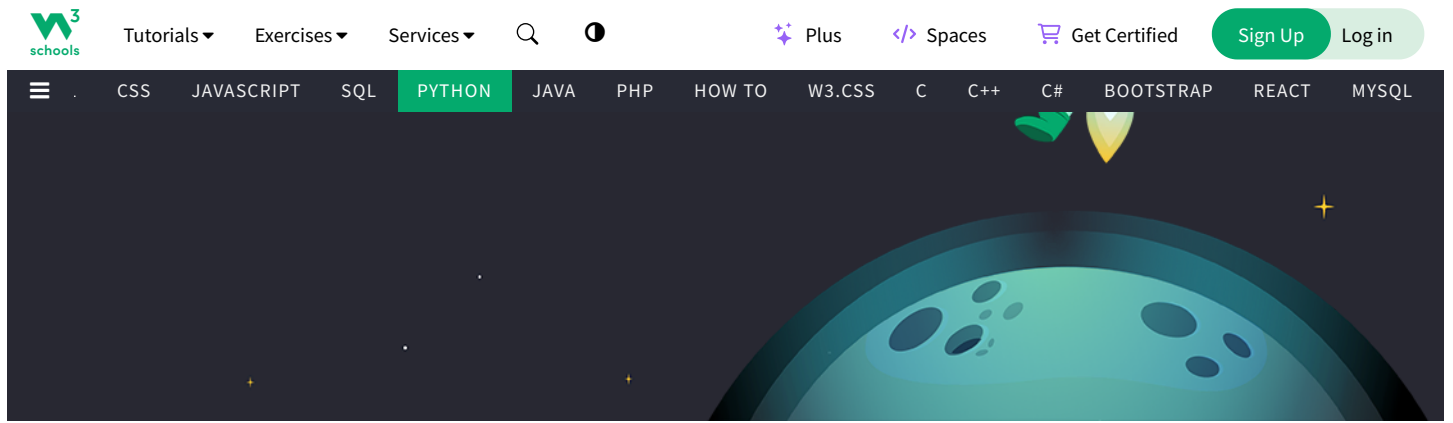 W3
schools
Tutorials Exercises Services Plus Spaces Get Certified Sign Up Log in
CSS JAVASCRIPT SQL PYTHON JAVA PHP HOW TO W3.CSS C C++ C# BOOTSTRAP REACT MYSQL